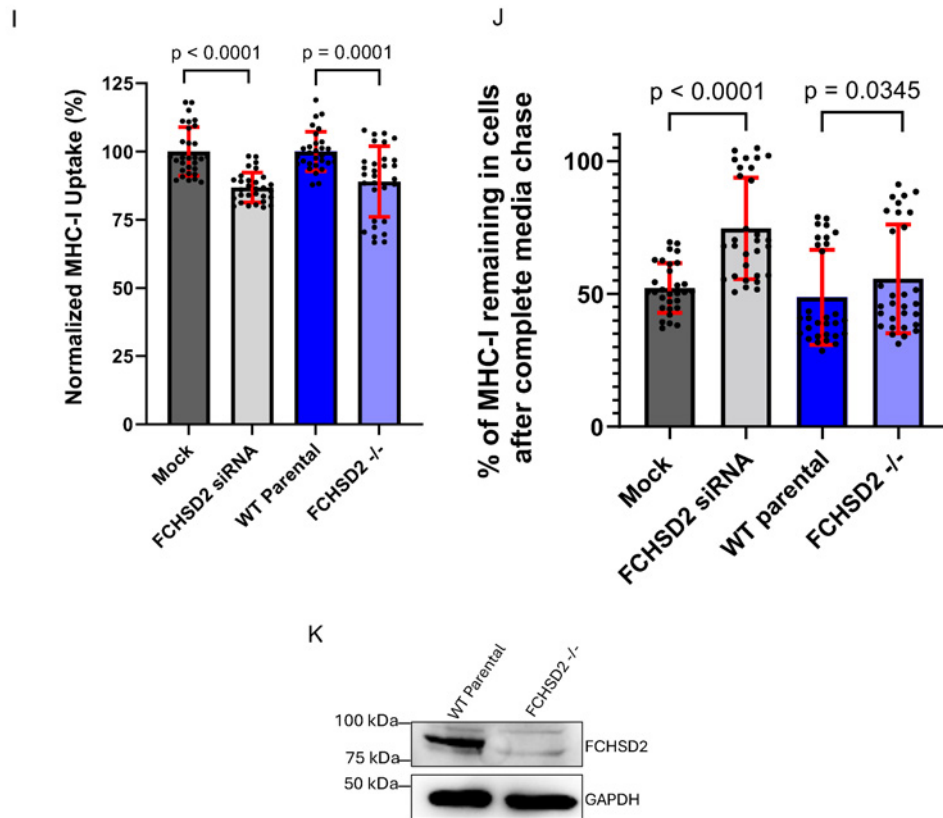 I
p < 0.0001
p = 0.0001
Normalized MHC-I Uptake (%)
125
100
75
50
25
0
Mock
FCHSD2 siRNA
WT Parental
FCHSD2 -/-
J
p < 0.0001
p = 0.0345
% of MHC-I remaining in cells
after complete media chase
100
50
0
Mock
FCHSD2 siRNA
WT parental
FCHSD2 -/-
K
WT Parental
FCHSD2 -/-
100 kDa
75 kDa
FCHSD2
50 kDa
GAPDH